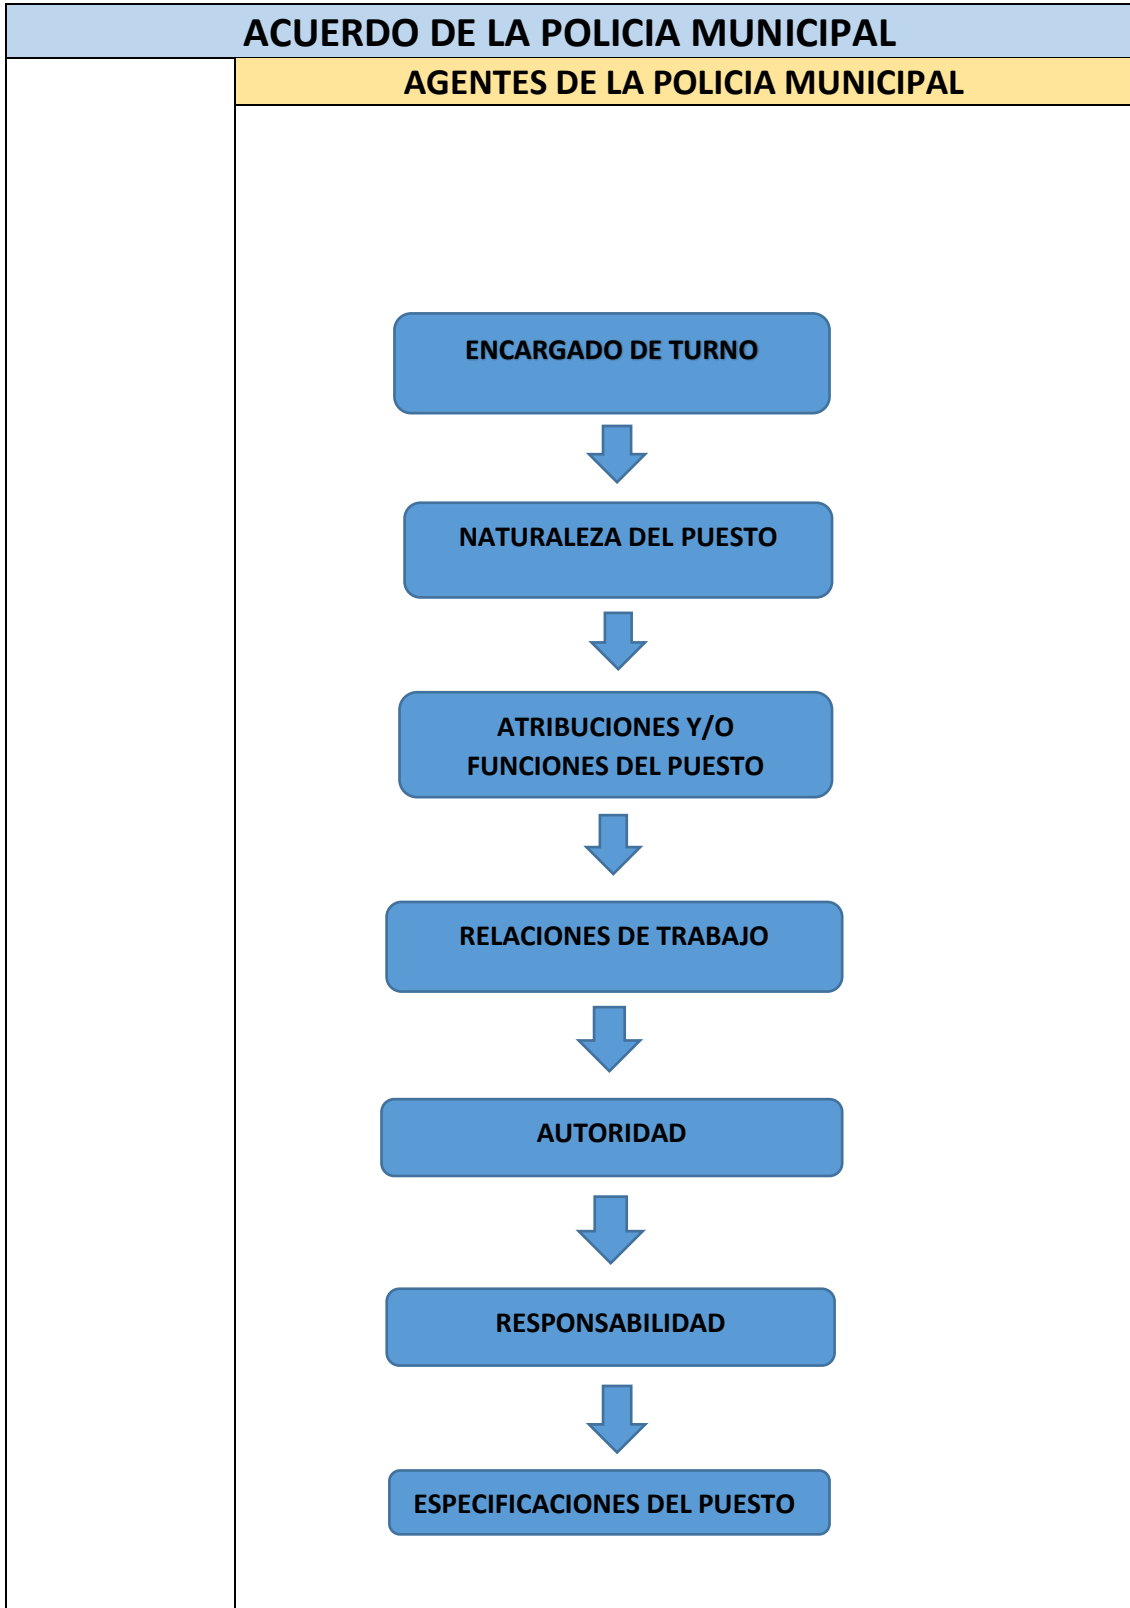 ACUERDO DE LA POLICIA MUNICIPAL
AGENTES DE LA POLICIA MUNICIPAL
ENCARGADO DE TURNO
NATURALEZA DEL PUESTO
ATRIBUCIONES Y/O
FUNCIONES DEL PUESTO
RELACIONES DE TRABAJO
AUTORIDAD
RESPONSABILIDAD
ESPECIFICACIONES DEL PUESTO